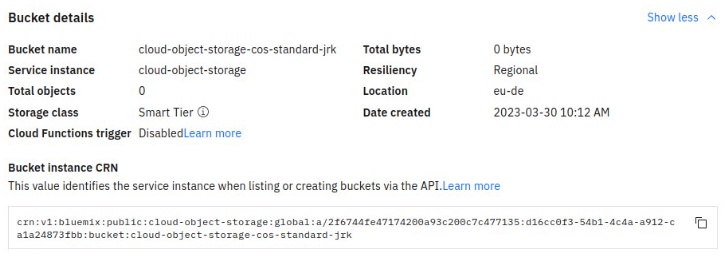 Bucket details
Show less
Bucket name cloud-object-storage-cos-standard-jrk Total bytes 0 bytes
Service instance cloud-object-storage Resiliency Regional
Total objects 0 Location eu-de
Storage class Smart Tier Date created 2023-03-30 10:12 AM
Cloud Functions trigger DisabledLearn more
Bucket instance CRN
This value identifies the service instance when listing or creating buckets via the API.Learn more
crn:v1:bluemix:public:cloud-object-storage:global:a/2f6744fe47174200a93c200c7c477135:d16cc0f3-54b1-4c4a-a912-c
a1a24873fbb:bucket:cloud-object-storage-cos-standard-jrk